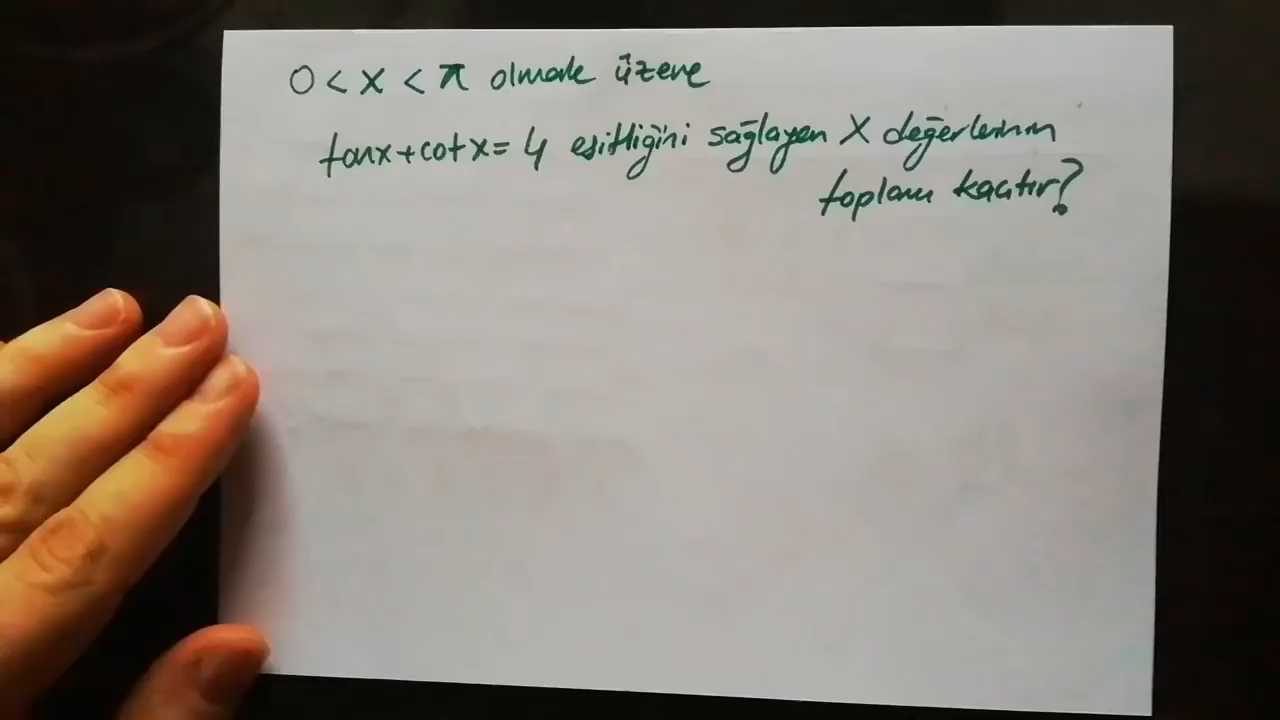 0 < x < π olmak üzere
tanx+cotx=4 eşitliğini sağlayan x değerlerinin
toplamı kaçtır?